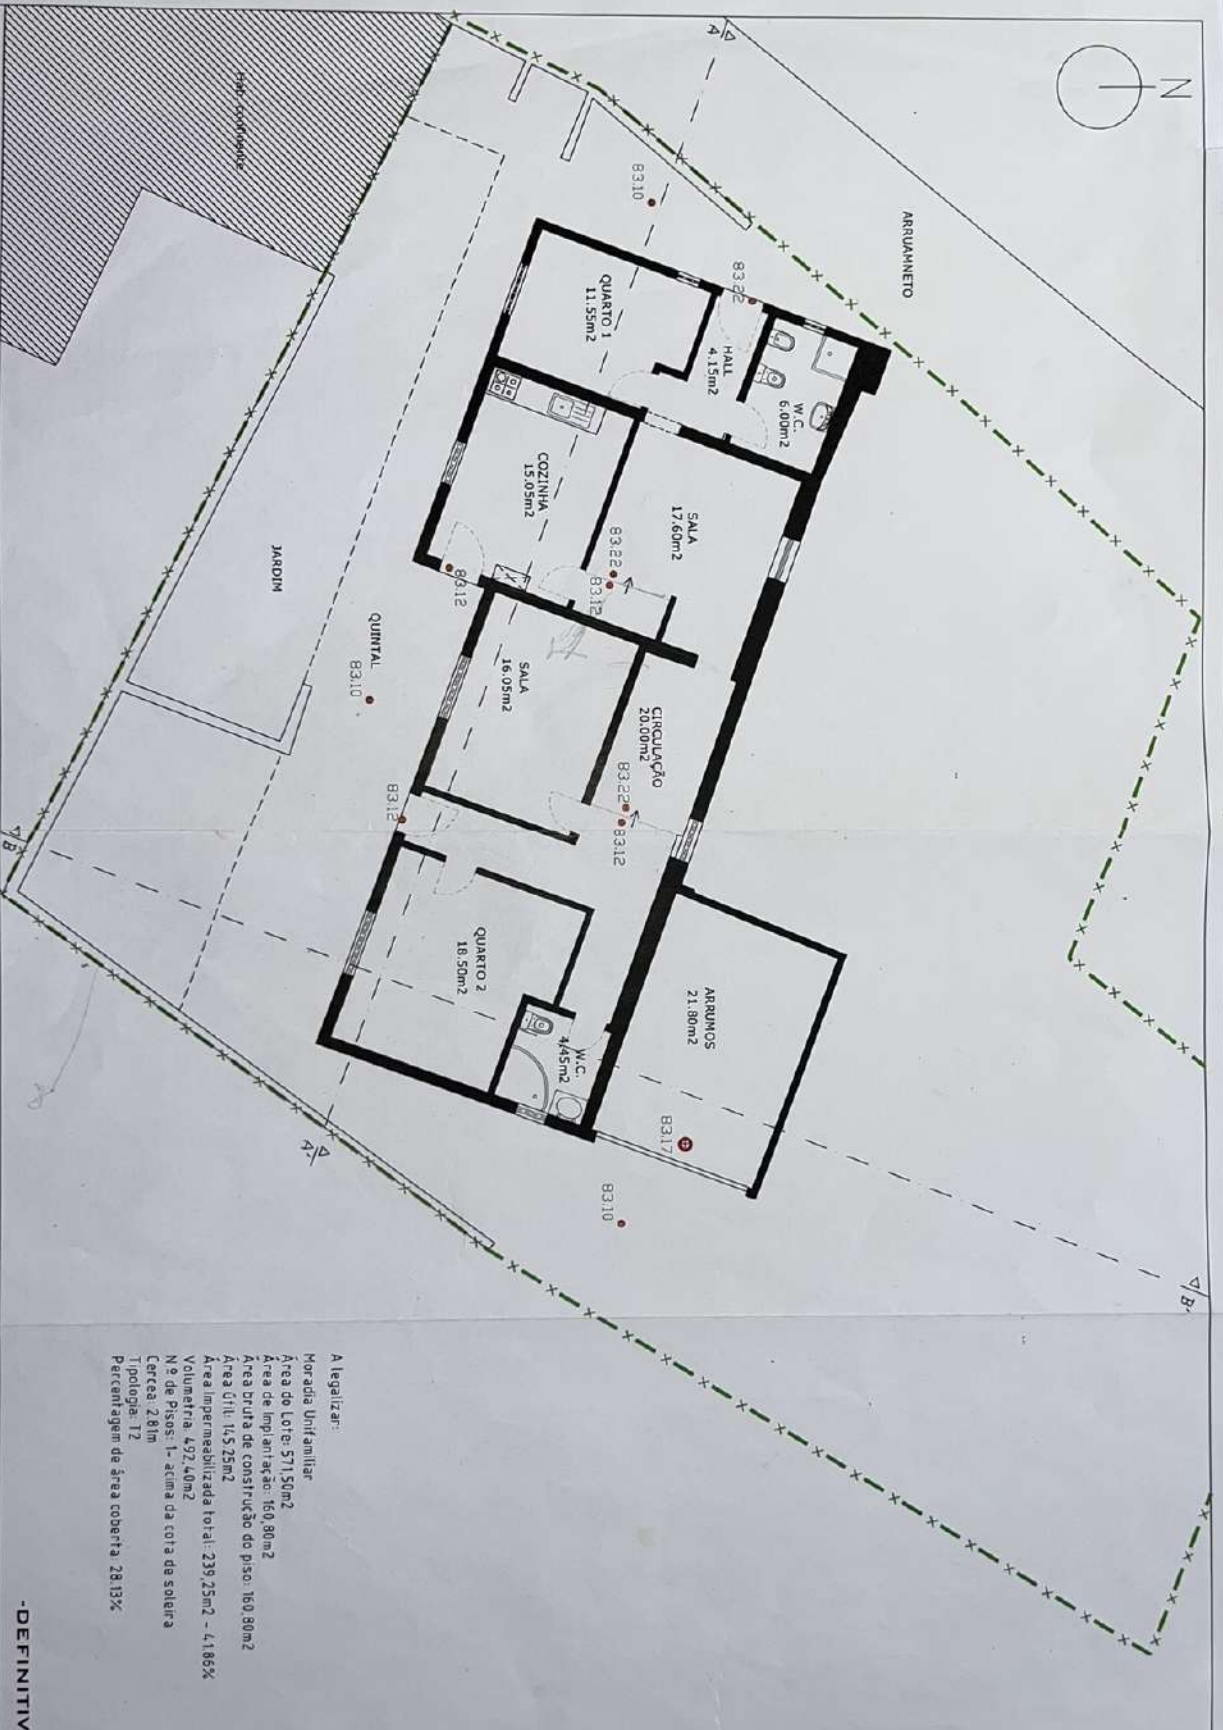 N
ARRUAMNETO
Hab. confinante
83.10
83.22
QUARTO 1
11.55m2
HALL
4.15m2
W.C.
6.00m2
COZINHA
15.05m2
SALA
17.60m2
83.22
83.12
83.12
JARDIM
QUINTAL
83.10
SALA
16.05m2
CIRCULAÇÃO
20.00m2
83.22
83.12
83.12
QUARTO 2
18.50m2
W.C.
4,45m2
ARRUMOS
21.80m2
83.17
83.10
A
A'
B
B'
A legalizar:
Moradia Unifamiliar
Área do Lote: 571,50m2
Área de Implantação: 160,80m2
Área bruta de construção do piso: 160,80m2
Área Útil: 145.25m2
Área Impermeabilizada total: 239,25m2 - 41.86%
Volumetria: 492,40m2
N.º de Pisos: 1- acima da cota de soleira
Cercea: 2.81m
Tipologia: T2
Percentagem de área coberta: 28.13%
-DEFINITIV